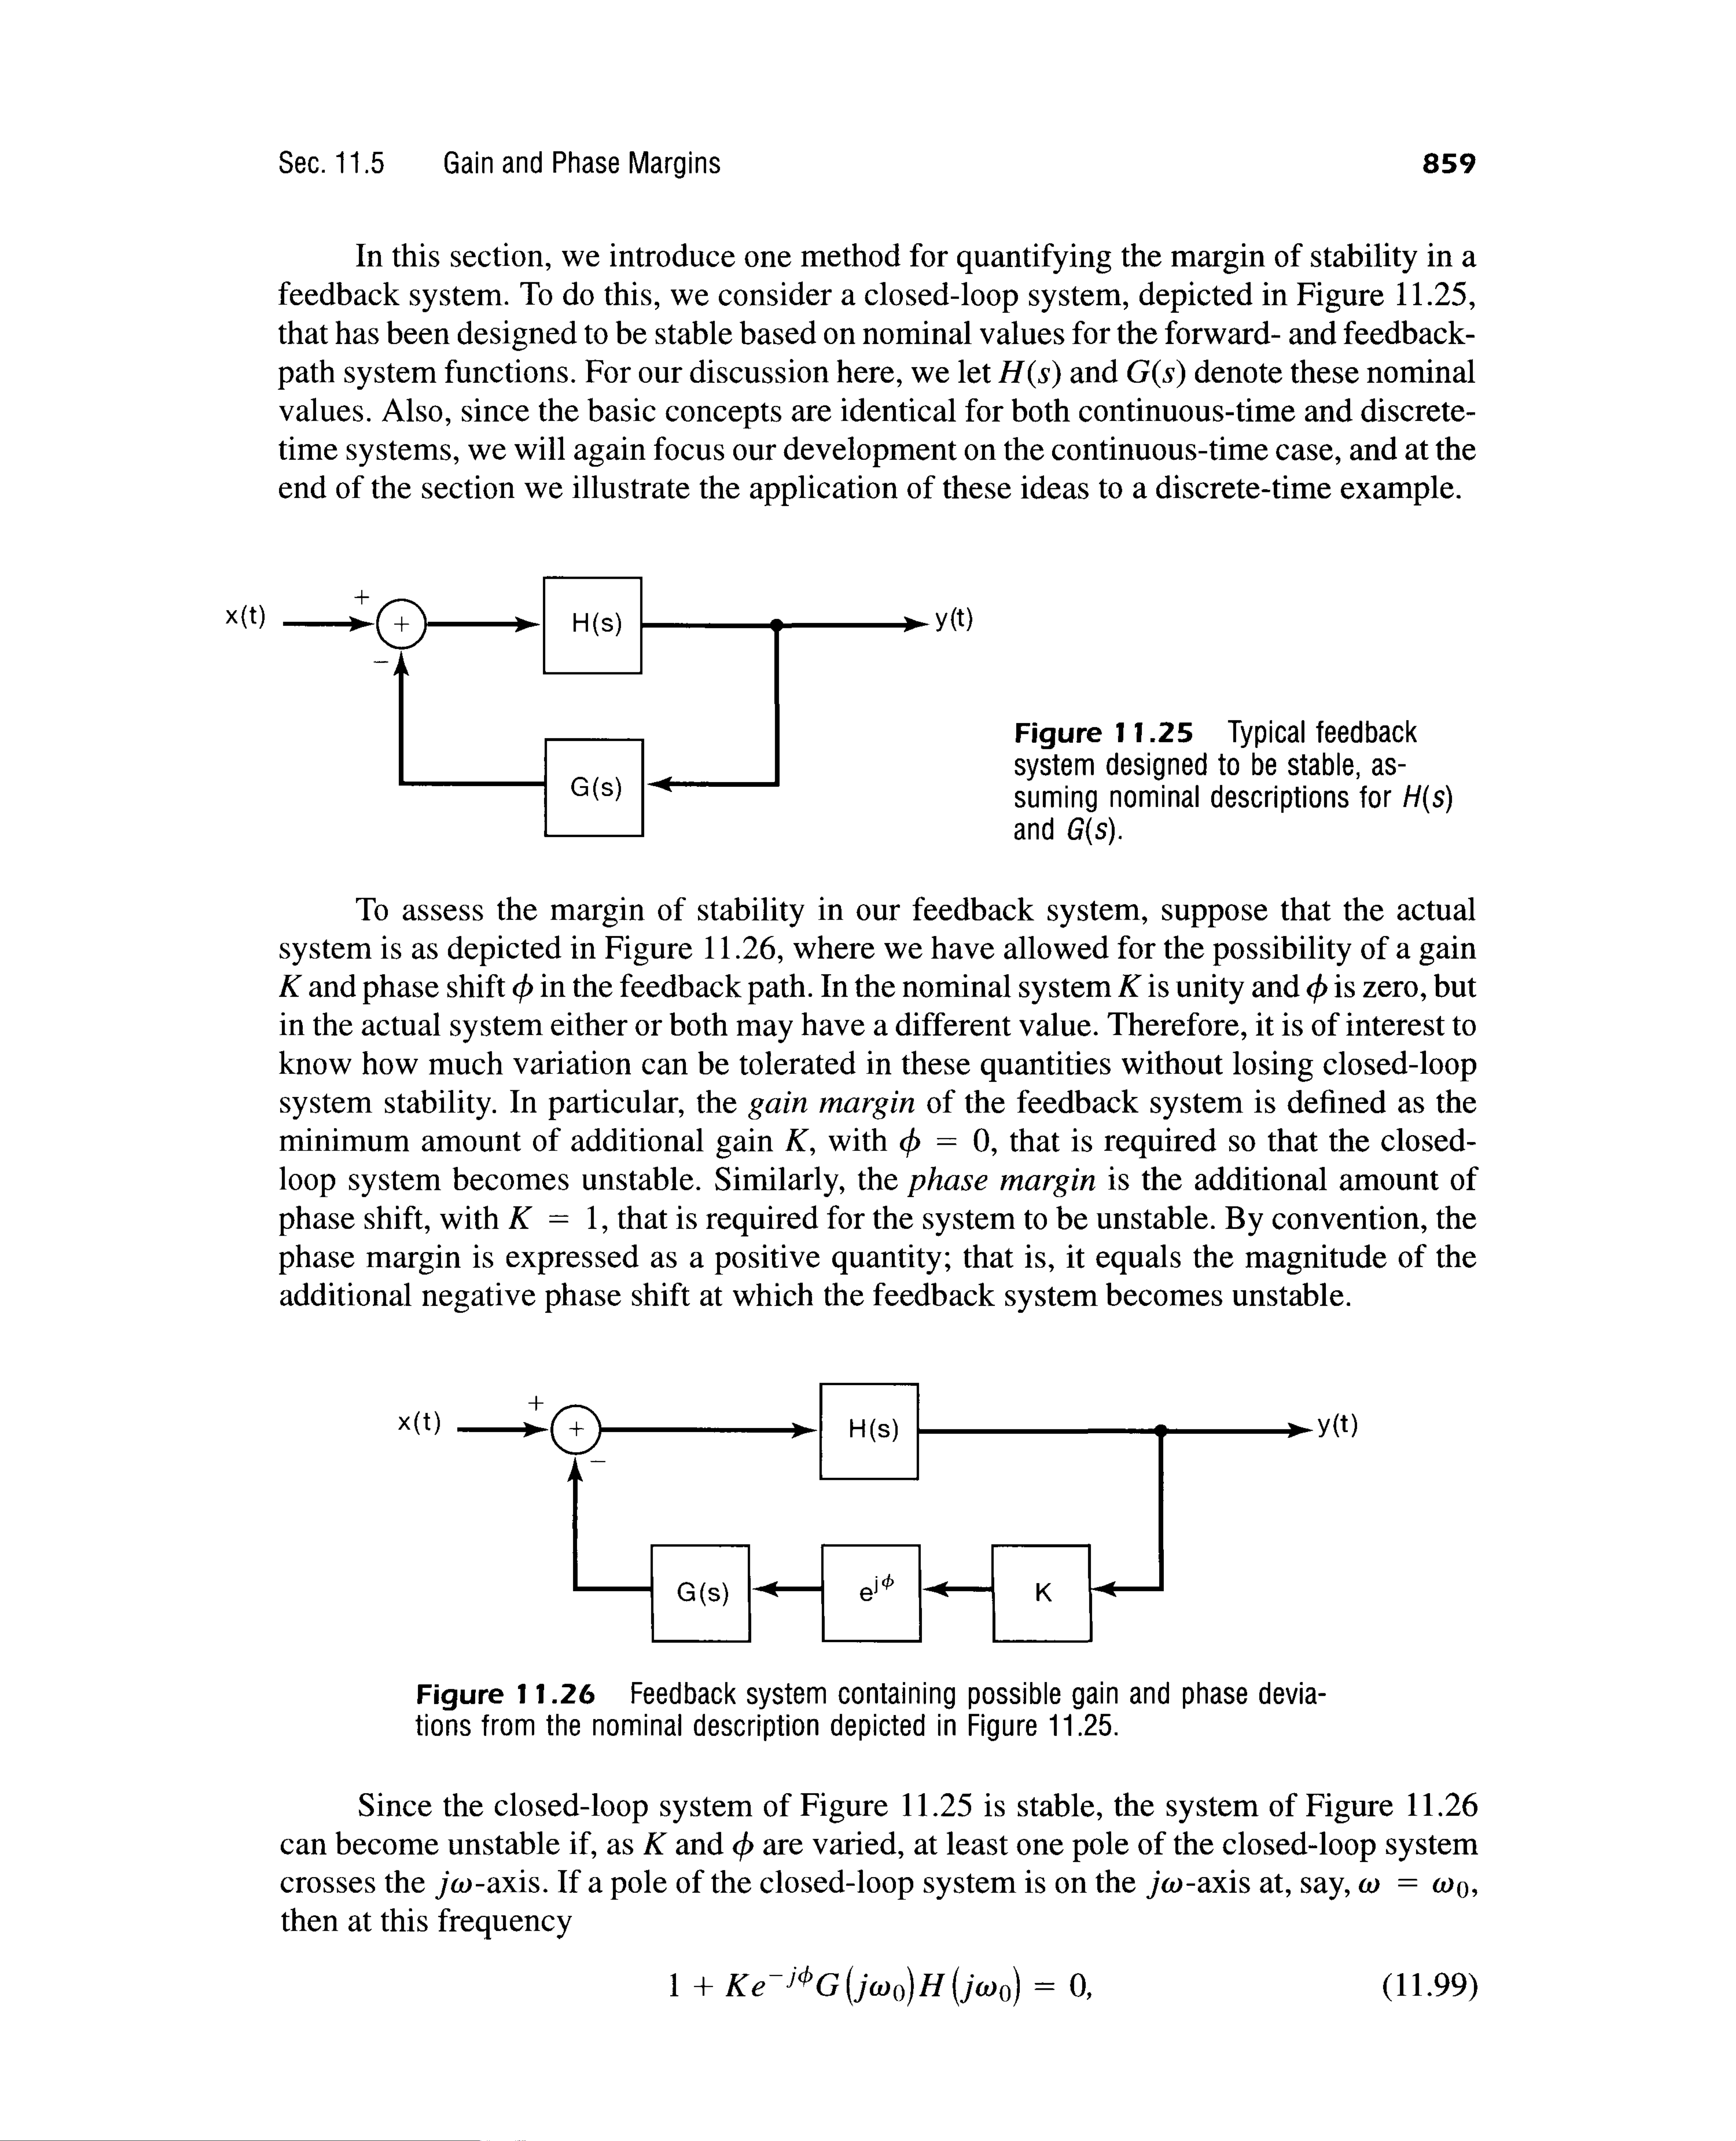 Sec. 11.5 Gain and Phase Margins 859
In this section, we introduce one method for quantifying the margin of stability in a
feedback system. To do this, we consider a closed-loop system, depicted in Figure 11.25,
that has been designed to be stable based on nominal values for the forward- and feedback-
path system functions. For our discussion here, we let H(s) and G(s) denote these nominal
values. Also, since the basic concepts are identical for both continuous-time and discrete-
time systems, we will again focus our development on the continuous-time case, and at the
end of the section we illustrate the application of these ideas to a discrete-time example.
x(t) + + H(s) y(t)
−
G(s)
Figure 11.25 Typical feedback
system designed to be stable, as-
suming nominal descriptions for H(s)
and G(s).
To assess the margin of stability in our feedback system, suppose that the actual
system is as depicted in Figure 11.26, where we have allowed for the possibility of a gain
K and phase shift ϕ in the feedback path. In the nominal system K is unity and ϕ is zero, but
in the actual system either or both may have a different value. Therefore, it is of interest to
know how much variation can be tolerated in these quantities without losing closed-loop
system stability. In particular, the gain margin of the feedback system is defined as the
minimum amount of additional gain K, with ϕ = 0, that is required so that the closed-
loop system becomes unstable. Similarly, the phase margin is the additional amount of
phase shift, with K = 1, that is required for the system to be unstable. By convention, the
phase margin is expressed as a positive quantity; that is, it equals the magnitude of the
additional negative phase shift at which the feedback system becomes unstable.
x(t) + + H(s) y(t)
−
G(s) e^{jϕ} K
Figure 11.26 Feedback system containing possible gain and phase devia-
tions from the nominal description depicted in Figure 11.25.
Since the closed-loop system of Figure 11.25 is stable, the system of Figure 11.26
can become unstable if, as K and ϕ are varied, at least one pole of the closed-loop system
crosses the jω-axis. If a pole of the closed-loop system is on the jω-axis at, say, ω = ω₀,
then at this frequency
1 + Ke^{−jϕ}G(jω₀)H(jω₀) = 0, (11.99)